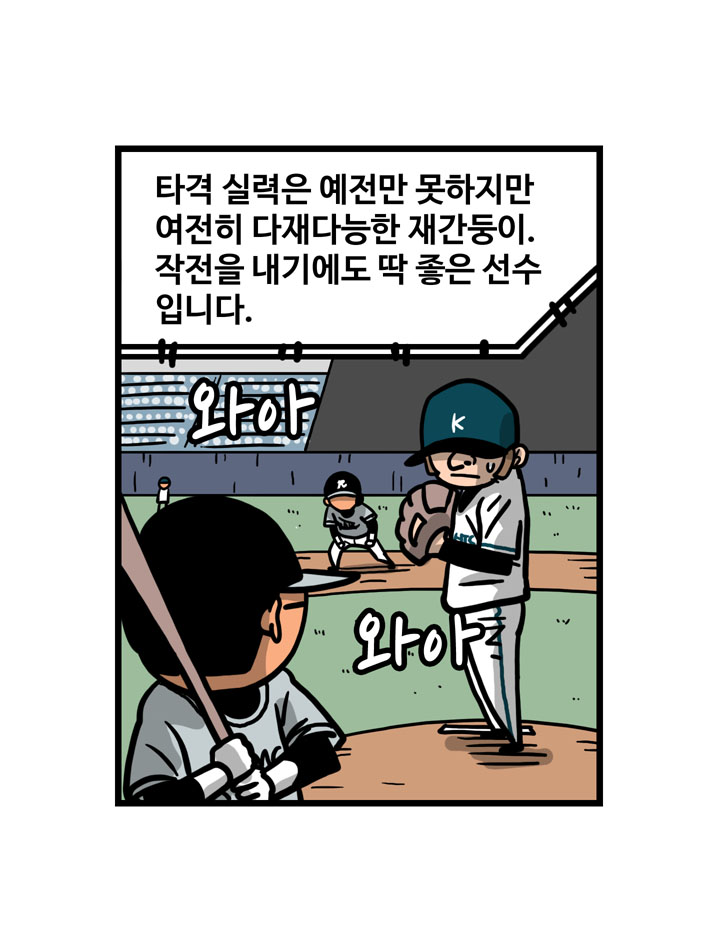 타격 실력은 예전만 못하지만
여전히 다재다능한 재간둥이.
작전을 내기에도 딱 좋은 선수
입니다.
와아
K
와아